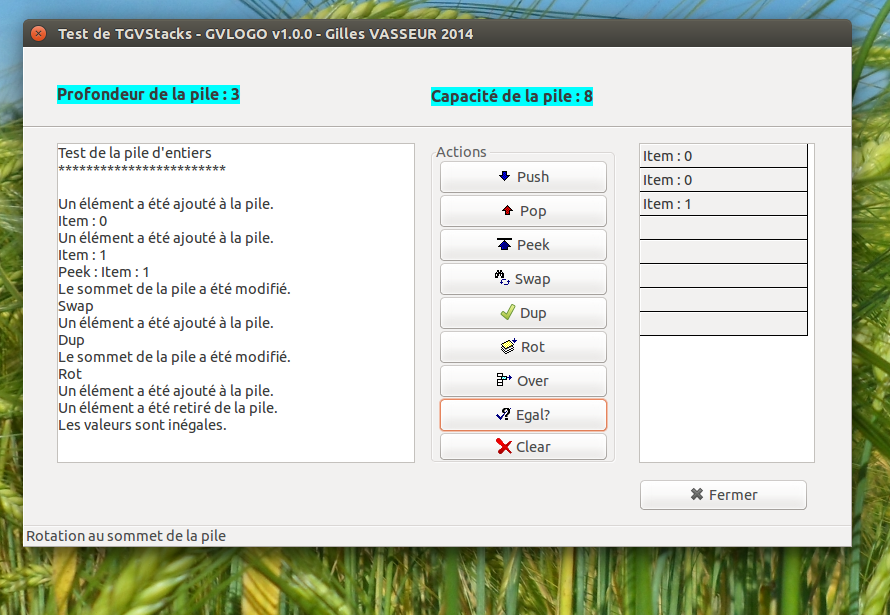 Test de TGVStacks - GVLOGO v1.0.0 - Gilles VASSEUR 2014
Profondeur de la pile : 3
Capacité de la pile : 8
Test de la pile d'entiers
************************
Un élément a été ajouté à la pile.
Item : 0
Un élément a été ajouté à la pile.
Item : 1
Peek : Item : 1
Le sommet de la pile a été modifié.
Swap
Un élément a été ajouté à la pile.
Dup
Le sommet de la pile a été modifié.
Rot
Un élément a été ajouté à la pile.
Un élément a été retiré de la pile.
Les valeurs sont inégales.
Actions
Push
Pop
Peek
Swap
Dup
Rot
Over
Egal?
Clear
Item : 0
Item : 0
Item : 1
Fermer
Rotation au sommet de la pile